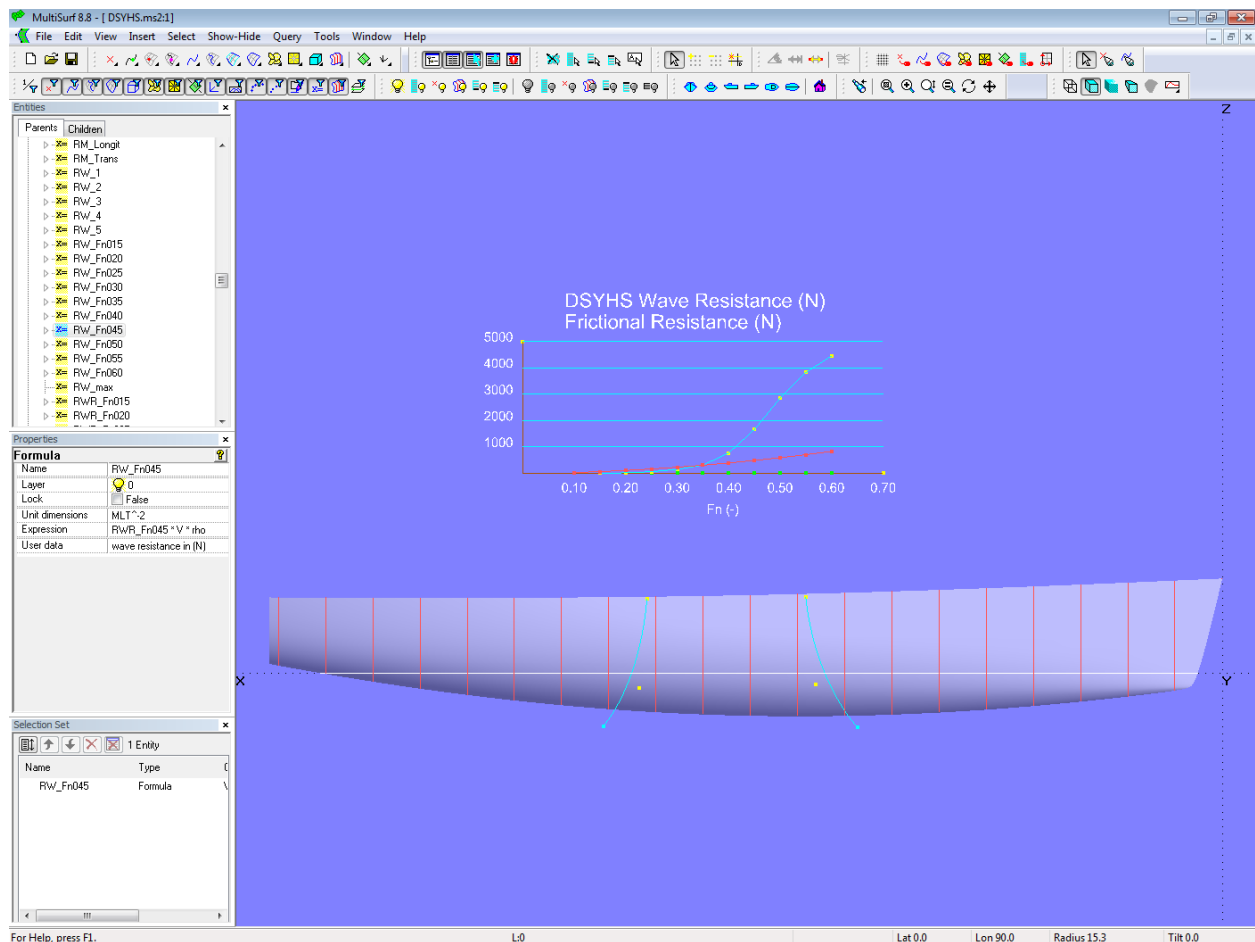 MultiSurf 8.8 - [ DSYHS.ms2:1]
File Edit View Insert Select Show-Hide Query Tools Window Help
Entities
Parents Children
RM_Longit
RM_Trans
RW_1
RW_2
RW_3
RW_4
RW_5
RW_Fn015
RW_Fn020
RW_Fn025
RW_Fn030
RW_Fn035
RW_Fn040
RW_Fn045
RW_Fn050
RW_Fn055
RW_Fn060
RW_max
RWR_Fn015
RWR_Fn020
Properties
Formula
Name RW_Fn045
Layer 0
Lock False
Unit dimensions MLT^-2
Expression RWR_Fn045 * V * rho
User data wave resistance in (N)
Selection Set
1 Entity
Name Type
RW_Fn045 Formula
Z
DSYHS Wave Resistance (N)
Frictional Resistance (N)
5000
4000
3000
2000
1000
0.10 0.20 0.30 0.40 0.50 0.60 0.70
Fn (-)
X
Y
For Help, press F1. L:0 Lat 0.0 Lon 90.0 Radius 15.3 Tilt 0.0